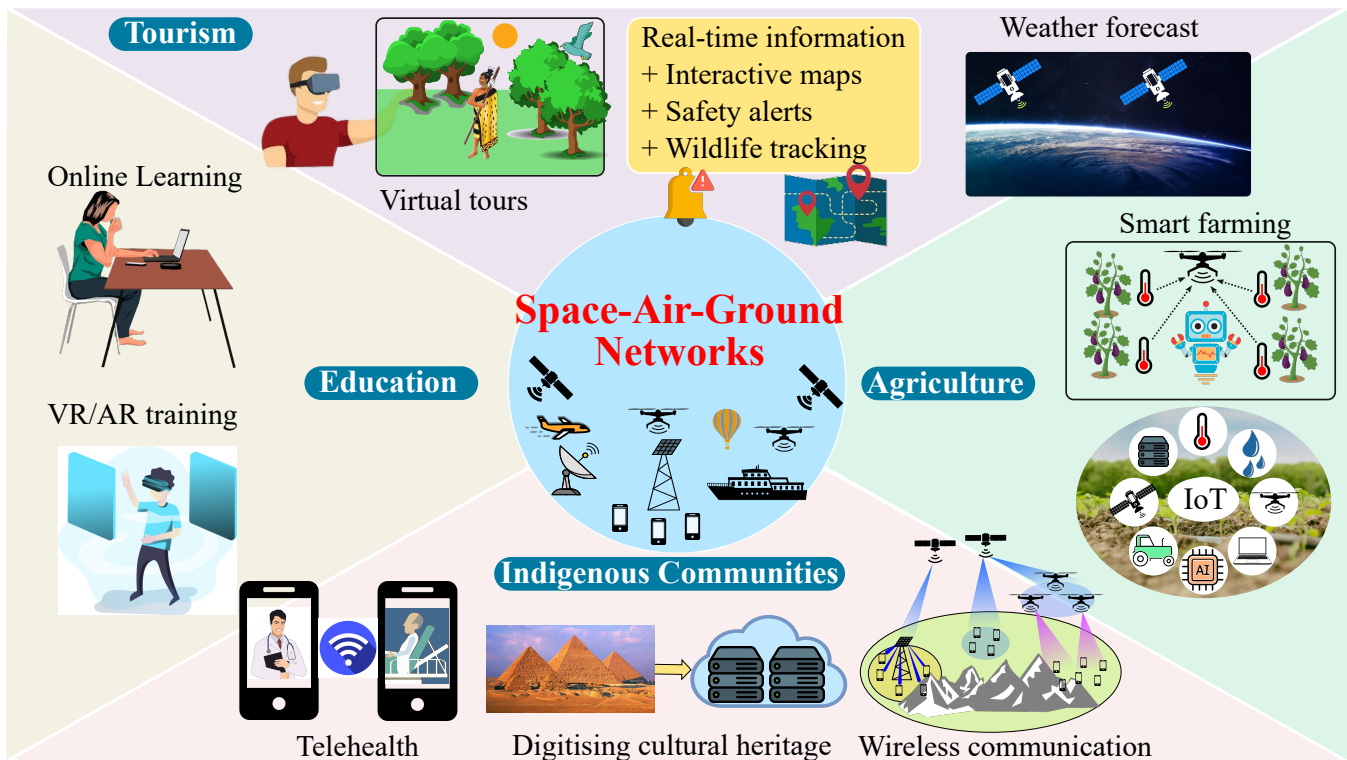 Tourism
Virtual tours
Real-time information
+ Interactive maps
+ Safety alerts
+ Wildlife tracking
Weather forecast
Online Learning
Education
VR/AR training
Space-Air-Ground
Networks
Smart farming
Agriculture
IoT
AI
Indigenous Communities
Telehealth
Digitising cultural heritage
Wireless communication